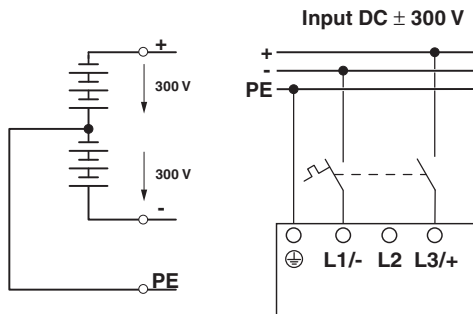 Input DC ± 300 V
+
300 V
300 V
-
PE
+
-
PE
L1/- L2 L3/+